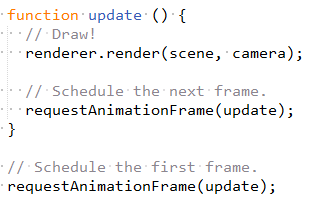 function update () {
  // Draw!
  renderer.render(scene, camera);

  // Schedule the next frame.
  requestAnimationFrame(update);
}

// Schedule the first frame.
requestAnimationFrame(update);